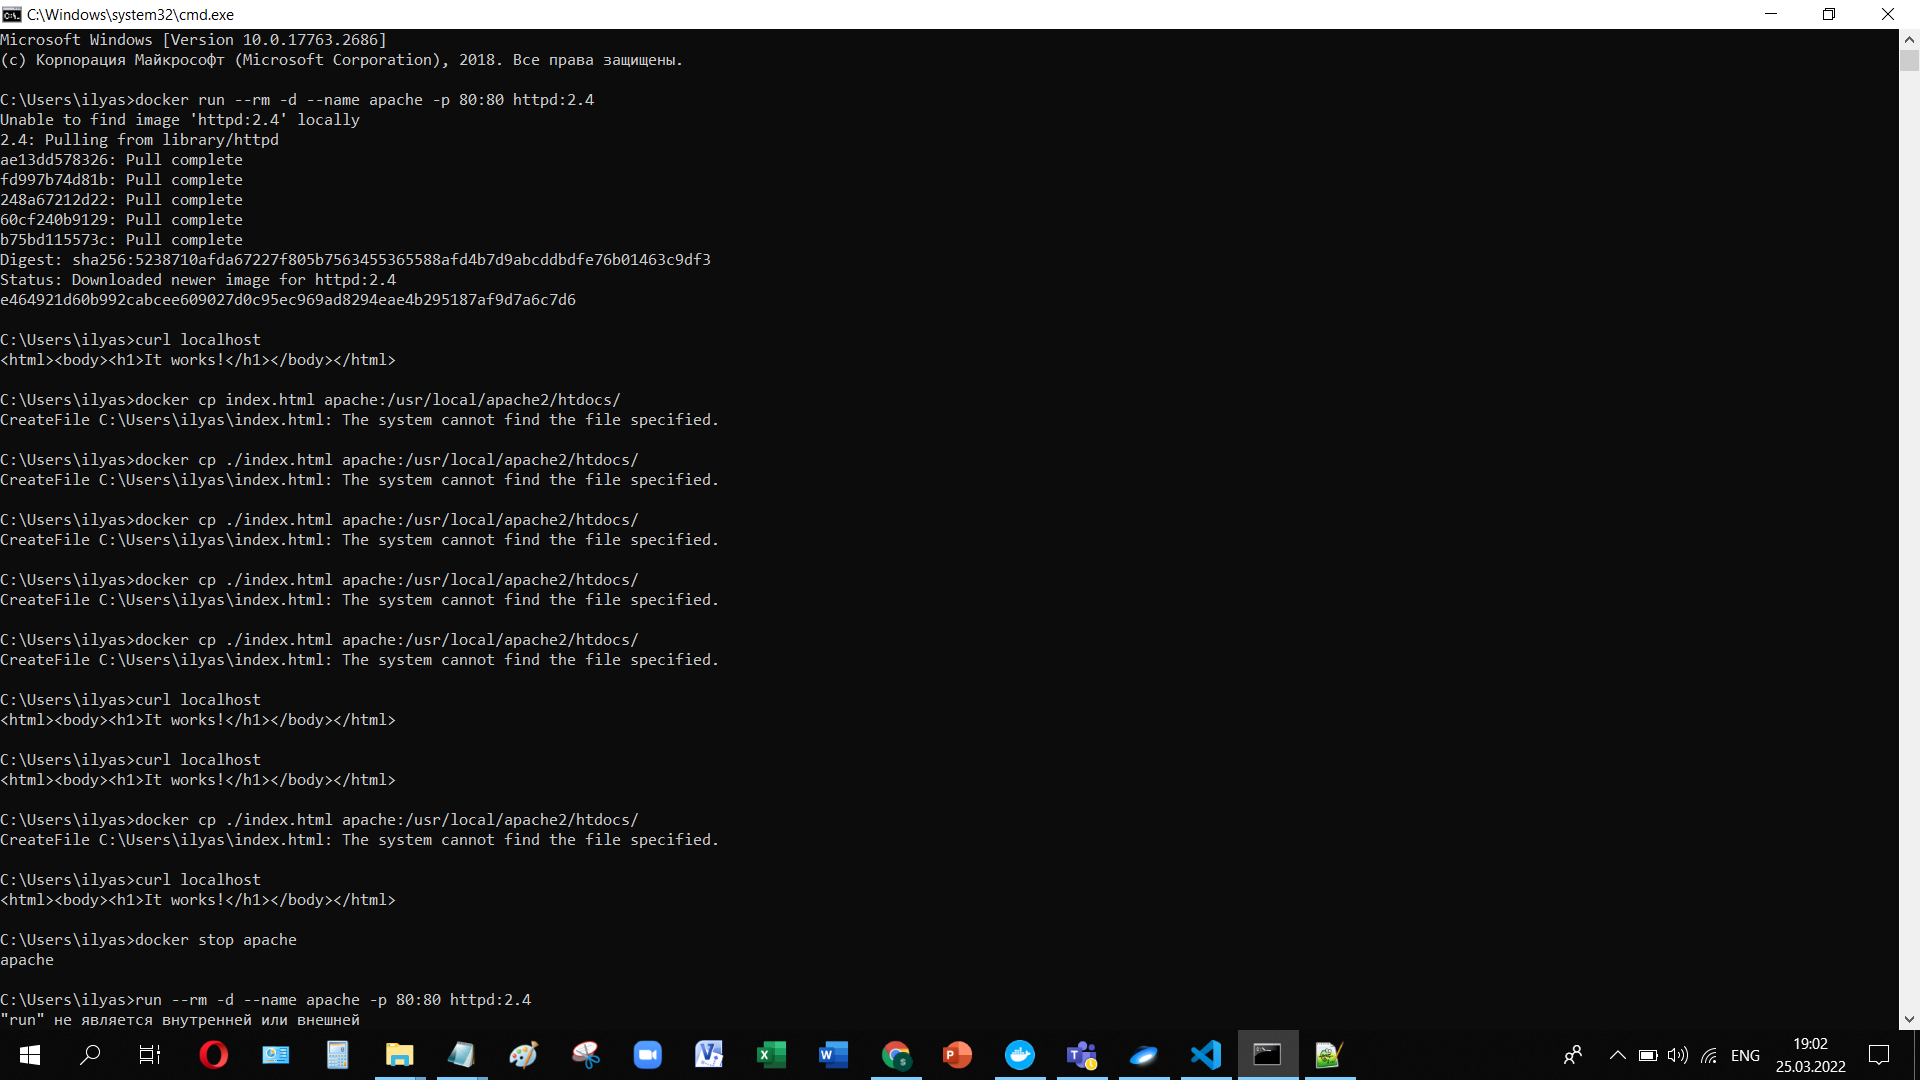 C:\Windows\system32\cmd.exe
Microsoft Windows [Version 10.0.17763.2686]
(c) Корпорация Майкрософт (Microsoft Corporation), 2018. Все права защищены.
C:\Users\ilyas>docker run --rm -d --name apache -p 80:80 httpd:2.4
Unable to find image 'httpd:2.4' locally
2.4: Pulling from library/httpd
ae13dd578326: Pull complete
fd997b74d81b: Pull complete
248a67212d22: Pull complete
60cf240b9129: Pull complete
b75bd115573c: Pull complete
Digest: sha256:5238710afda67227f805b7563455365588afd4b7d9abcddbdfe76b01463c9df3
Status: Downloaded newer image for httpd:2.4
e464921d60b992cabcee609027d0c95ec969ad8294eae4b295187af9d7a6c7d6
C:\Users\ilyas>curl localhost
<html><body><h1>It works!</h1></body></html>
C:\Users\ilyas>docker cp index.html apache:/usr/local/apache2/htdocs/
CreateFile C:\Users\ilyas\index.html: The system cannot find the file specified.
C:\Users\ilyas>docker cp ./index.html apache:/usr/local/apache2/htdocs/
CreateFile C:\Users\ilyas\index.html: The system cannot find the file specified.
C:\Users\ilyas>docker cp ./index.html apache:/usr/local/apache2/htdocs/
CreateFile C:\Users\ilyas\index.html: The system cannot find the file specified.
C:\Users\ilyas>docker cp ./index.html apache:/usr/local/apache2/htdocs/
CreateFile C:\Users\ilyas\index.html: The system cannot find the file specified.
C:\Users\ilyas>docker cp ./index.html apache:/usr/local/apache2/htdocs/
CreateFile C:\Users\ilyas\index.html: The system cannot find the file specified.
C:\Users\ilyas>curl localhost
<html><body><h1>It works!</h1></body></html>
C:\Users\ilyas>curl localhost
<html><body><h1>It works!</h1></body></html>
C:\Users\ilyas>docker cp ./index.html apache:/usr/local/apache2/htdocs/
CreateFile C:\Users\ilyas\index.html: The system cannot find the file specified.
C:\Users\ilyas>curl localhost
<html><body><h1>It works!</h1></body></html>
C:\Users\ilyas>docker stop apache
apache
C:\Users\ilyas>run --rm -d --name apache -p 80:80 httpd:2.4
"run" не является внутренней или внешней
ENG
19:02
25.03.2022